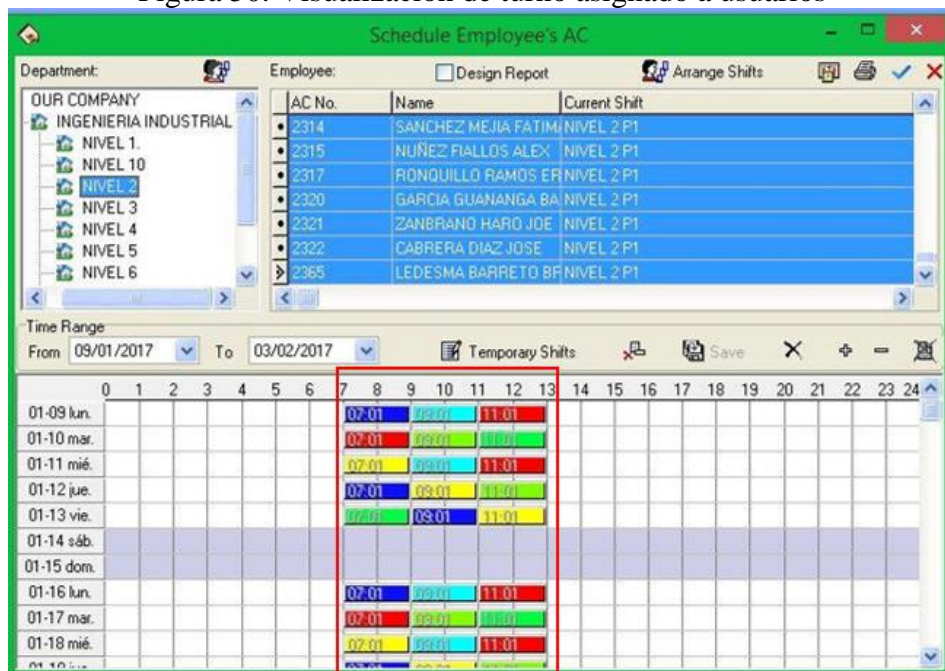 Figura 36. Visualización de turno asignado a usuarios
Schedule Employee's AC
Department: Employee: Design Report Arrange Shifts
OUR COMPANY
INGENIERIA INDUSTRIAL
NIVEL 1.
NIVEL 10
NIVEL 2
NIVEL 3
NIVEL 4
NIVEL 5
NIVEL 6
AC No. Name Current Shift
2314 SANCHEZ MEJIA FATIM NIVEL 2 P1
2315 NUÑEZ FIALLOS ALEX NIVEL 2 P1
2317 RONQUILLO RAMOS ER NIVEL 2 P1
2320 GARCIA GUANANGA BA NIVEL 2 P1
2321 ZANBRANO HARO JOE NIVEL 2 P1
2322 CABRERA DIAZ JOSE NIVEL 2 P1
2365 LEDESMA BARRETO BR NIVEL 2 P1
Time Range
From 09/01/2017 To 03/02/2017 Temporary Shifts Save
0 1 2 3 4 5 6 7 8 9 10 11 12 13 14 15 16 17 18 19 20 21 22 23 24
01-09 lun. 07:01 09:01 11:01
01-10 mar. 07:01 09:01 11:01
01-11 mié. 07:01 09:01 11:01
01-12 jue. 07:01 09:01 11:01
01-13 vie. 07:01 09:01 11:01
01-14 sáb.
01-15 dom.
01-16 lun. 07:01 09:01 11:01
01-17 mar. 07:01 09:01 11:01
01-18 mié. 07:01 09:01 11:01